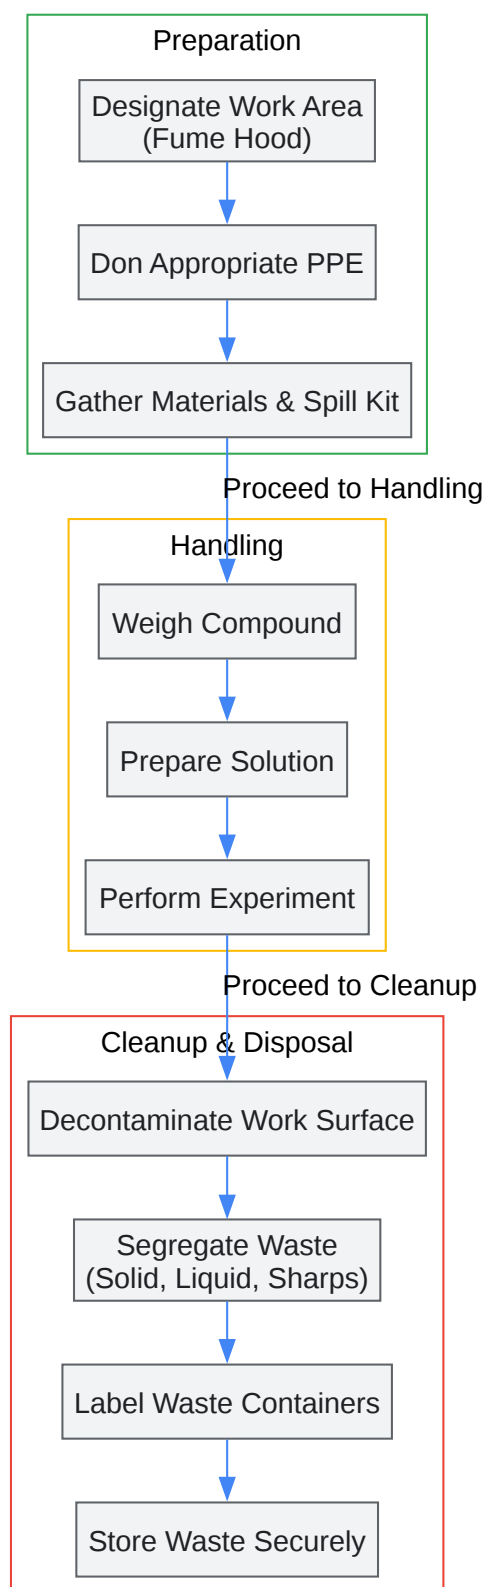 Preparation
Designate Work Area
(Fume Hood)
Don Appropriate PPE
Gather Materials & Spill Kit
Proceed to Handling
Handling
Weigh Compound
Prepare Solution
Perform Experiment
Proceed to Cleanup
Cleanup & Disposal
Decontaminate Work Surface
Segregate Waste
(Solid, Liquid, Sharps)
Label Waste Containers
Store Waste Securely